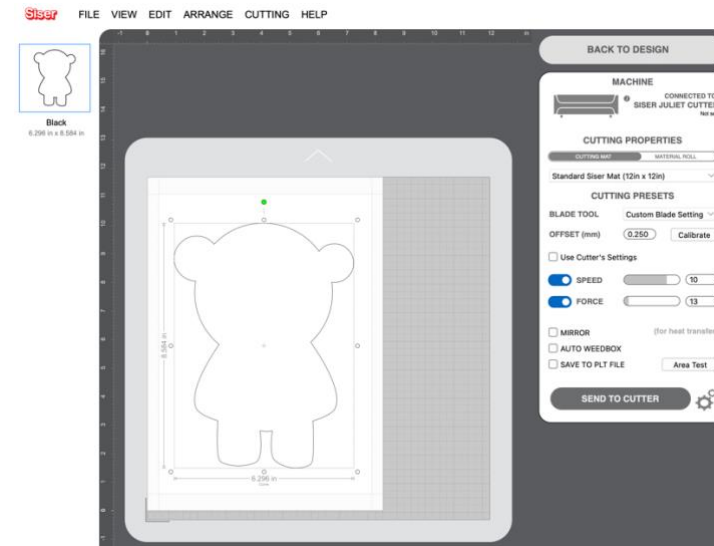 Siser FILE VIEW EDIT ARRANGE CUTTING HELP
Black
6.296 in x 8.584 in
BACK TO DESIGN
MACHINE
CONNECTED TO
SISER JULIET CUTTER
CUTTING PROPERTIES
CUTTING MAT MATERIAL ROLL
Standard Siser Mat (12in x 12in)
CUTTING PRESETS
BLADE TOOL Custom Blade Setting
OFFSET (mm) 0.250 Calibrate
Use Cutter's Settings
SPEED 10
FORCE 13
MIRROR (for heat transfer
AUTO WEEDBOX
SAVE TO PLT FILE Area Test
SEND TO CUTTER
8.584 in
6.296 in